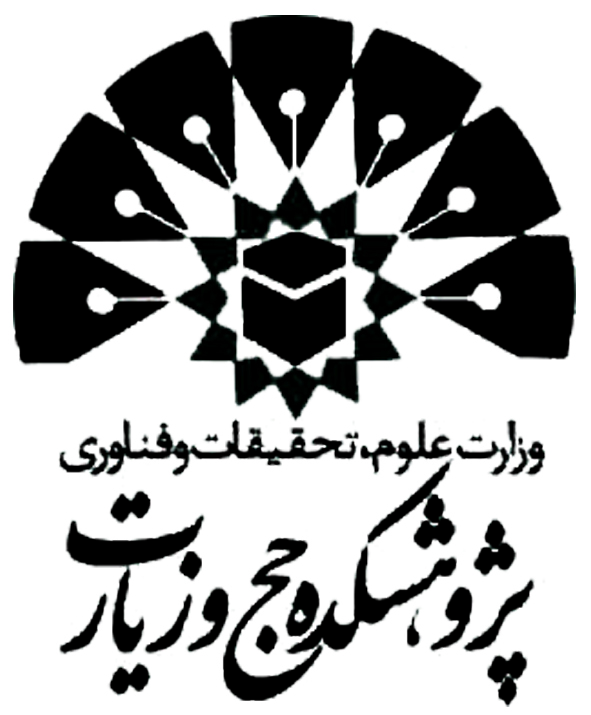 وزارت علوم، تحقیقات و فناوری
پژوهشکده حج و زیارت